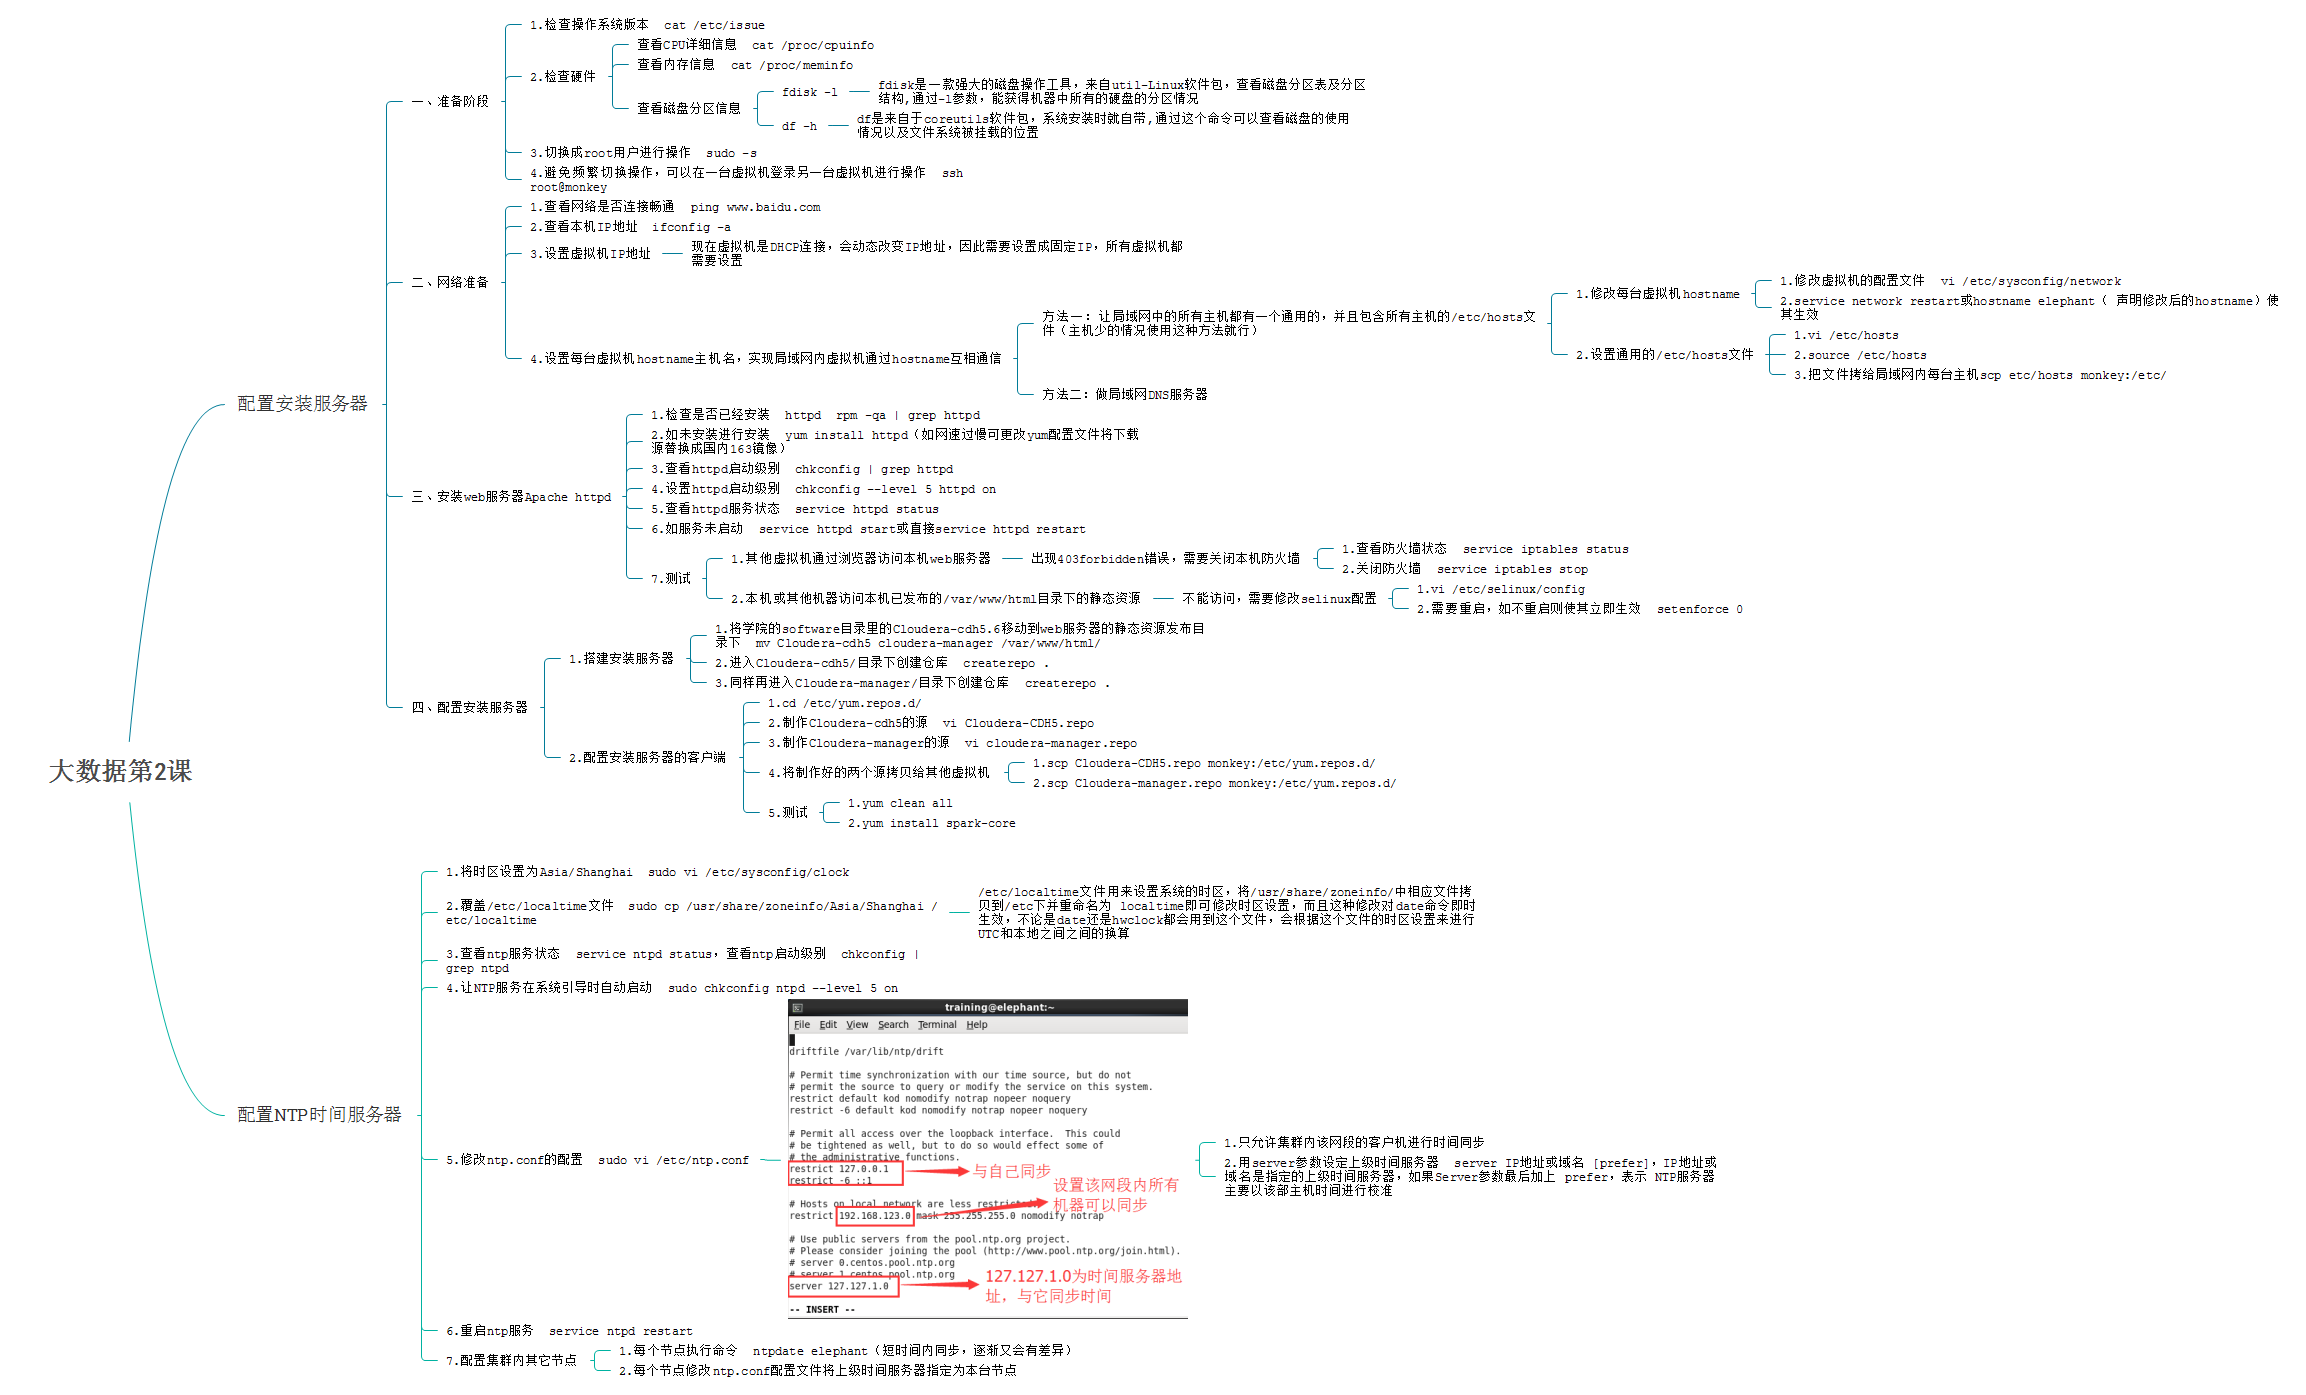 大数据第2课
配置安装服务器
一、准备阶段
1.检查操作系统版本  cat /etc/issue
2.检查硬件
查看CPU详细信息  cat /proc/cpuinfo
查看内存信息  cat /proc/meminfo
查看磁盘分区信息
fdisk -l
fdisk是一款强大的磁盘操作工具，来自util-Linux软件包，查看磁盘分区表及分区
结构,通过-l参数，能获得机器中所有的硬盘的分区情况
df -h
df是来自于coreutils软件包，系统安装时就自带,通过这个命令可以查看磁盘的使用
情况以及文件系统被挂载的位置
3.切换成root用户进行操作  sudo -s
4.避免频繁切换操作，可以在一台虚拟机登录另一台虚拟机进行操作  ssh
root@monkey
二、网络准备
1.查看网络是否连接畅通  ping www.baidu.com
2.查看本机IP地址  ifconfig -a
3.设置虚拟机IP地址
现在虚拟机是DHCP连接，会动态改变IP地址，因此需要设置成固定IP，所有虚拟机都
需要设置
4.设置每台虚拟机hostname主机名，实现局域网内虚拟机通过hostname互相通信
方法一：让局域网中的所有主机都有一个通用的，并且包含所有主机的/etc/hosts文
件（主机少的情况使用这种方法就行）
1.修改每台虚拟机hostname
1.修改虚拟机的配置文件  vi /etc/sysconfig/network
2.service network restart或hostname elephant（ 声明修改后的hostname）使
其生效
2.设置通用的/etc/hosts文件
1.vi /etc/hosts
2.source /etc/hosts
3.把文件拷给局域网内每台主机scp etc/hosts monkey:/etc/
方法二：做局域网DNS服务器
三、安装web服务器Apache httpd
1.检查是否已经安装  httpd  rpm -qa | grep httpd
2.如未安装进行安装  yum install httpd（如网速过慢可更改yum配置文件将下载
源替换成国内163镜像）
3.查看httpd启动级别  chkconfig | grep httpd
4.设置httpd启动级别  chkconfig --level 5 httpd on
5.查看httpd服务状态  service httpd status
6.如服务未启动  service httpd start或直接service httpd restart
7.测试
1.其他虚拟机通过浏览器访问本机web服务器
出现403forbidden错误，需要关闭本机防火墙
1.查看防火墙状态  service iptables status
2.关闭防火墙  service iptables stop
2.本机或其他机器访问本机已发布的/var/www/html目录下的静态资源
不能访问，需要修改selinux配置
1.vi /etc/selinux/config
2.需要重启，如不重启则使其立即生效  setenforce 0
四、配置安装服务器
1.搭建安装服务器
1.将学院的software目录里的Cloudera-cdh5.6移动到web服务器的静态资源发布目
录下  mv Cloudera-cdh5 cloudera-manager /var/www/html/
2.进入Cloudera-cdh5/目录下创建仓库  createrepo .
3.同样再进入Cloudera-manager/目录下创建仓库  createrepo .
2.配置安装服务器的客户端
1.cd /etc/yum.repos.d/
2.制作Cloudera-cdh5的源  vi Cloudera-CDH5.repo
3.制作Cloudera-manager的源  vi cloudera-manager.repo
4.将制作好的两个源拷贝给其他虚拟机
1.scp Cloudera-CDH5.repo monkey:/etc/yum.repos.d/
2.scp Cloudera-manager.repo monkey:/etc/yum.repos.d/
5.测试
1.yum clean all
2.yum install spark-core
配置NTP时间服务器
1.将时区设置为Asia/Shanghai  sudo vi /etc/sysconfig/clock
2.覆盖/etc/localtime文件  sudo cp /usr/share/zoneinfo/Asia/Shanghai /
etc/localtime
/etc/localtime文件用来设置系统的时区，将/usr/share/zoneinfo/中相应文件拷
贝到/etc下并重命名为 localtime即可修改时区设置，而且这种修改对date命令即时
生效，不论是date还是hwclock都会用到这个文件，会根据这个文件的时区设置来进行
UTC和本地之间之间的换算
3.查看ntp服务状态  service ntpd status，查看ntp启动级别  chkconfig |
grep ntpd
4.让NTP服务在系统引导时自动启动  sudo chkconfig ntpd --level 5 on
5.修改ntp.conf的配置  sudo vi /etc/ntp.conf
training@elephant:~
File Edit View Search Terminal Help
driftfile /var/lib/ntp/drift
# Permit time synchronization with our time source, but do not
# permit the source to query or modify the service on this system.
restrict default kod nomodify notrap nopeer noquery
restrict -6 default kod nomodify notrap nopeer noquery
# Permit all access over the loopback interface.  This could
# be tightened as well, but to do so would effect some of
# the administrative functions.
restrict 127.0.0.1
与自己同步
restrict -6 ::1
设置该网段内所有
机器可以同步
# Hosts on local network are less restricted.
restrict 192.168.123.0 mask 255.255.255.0 nomodify notrap
# Use public servers from the pool.ntp.org project.
# Please consider joining the pool (http://www.pool.ntp.org/join.html).
# server 0.centos.pool.ntp.org
# server 1.centos.pool.ntp.org
server 127.127.1.0
127.127.1.0为时间服务器地
址，与它同步时间
-- INSERT --
1.只允许集群内该网段的客户机进行时间同步
2.用server参数设定上级时间服务器  server IP地址或域名 [prefer]，IP地址或
域名是指定的上级时间服务器，如果Server参数最后加上 prefer，表示 NTP服务器
主要以该部主机时间进行校准
6.重启ntp服务  service ntpd restart
7.配置集群内其它节点
1.每个节点执行命令  ntpdate elephant（短时间内同步，逐渐又会有差异）
2.每个节点修改ntp.conf配置文件将上级时间服务器指定为本台节点